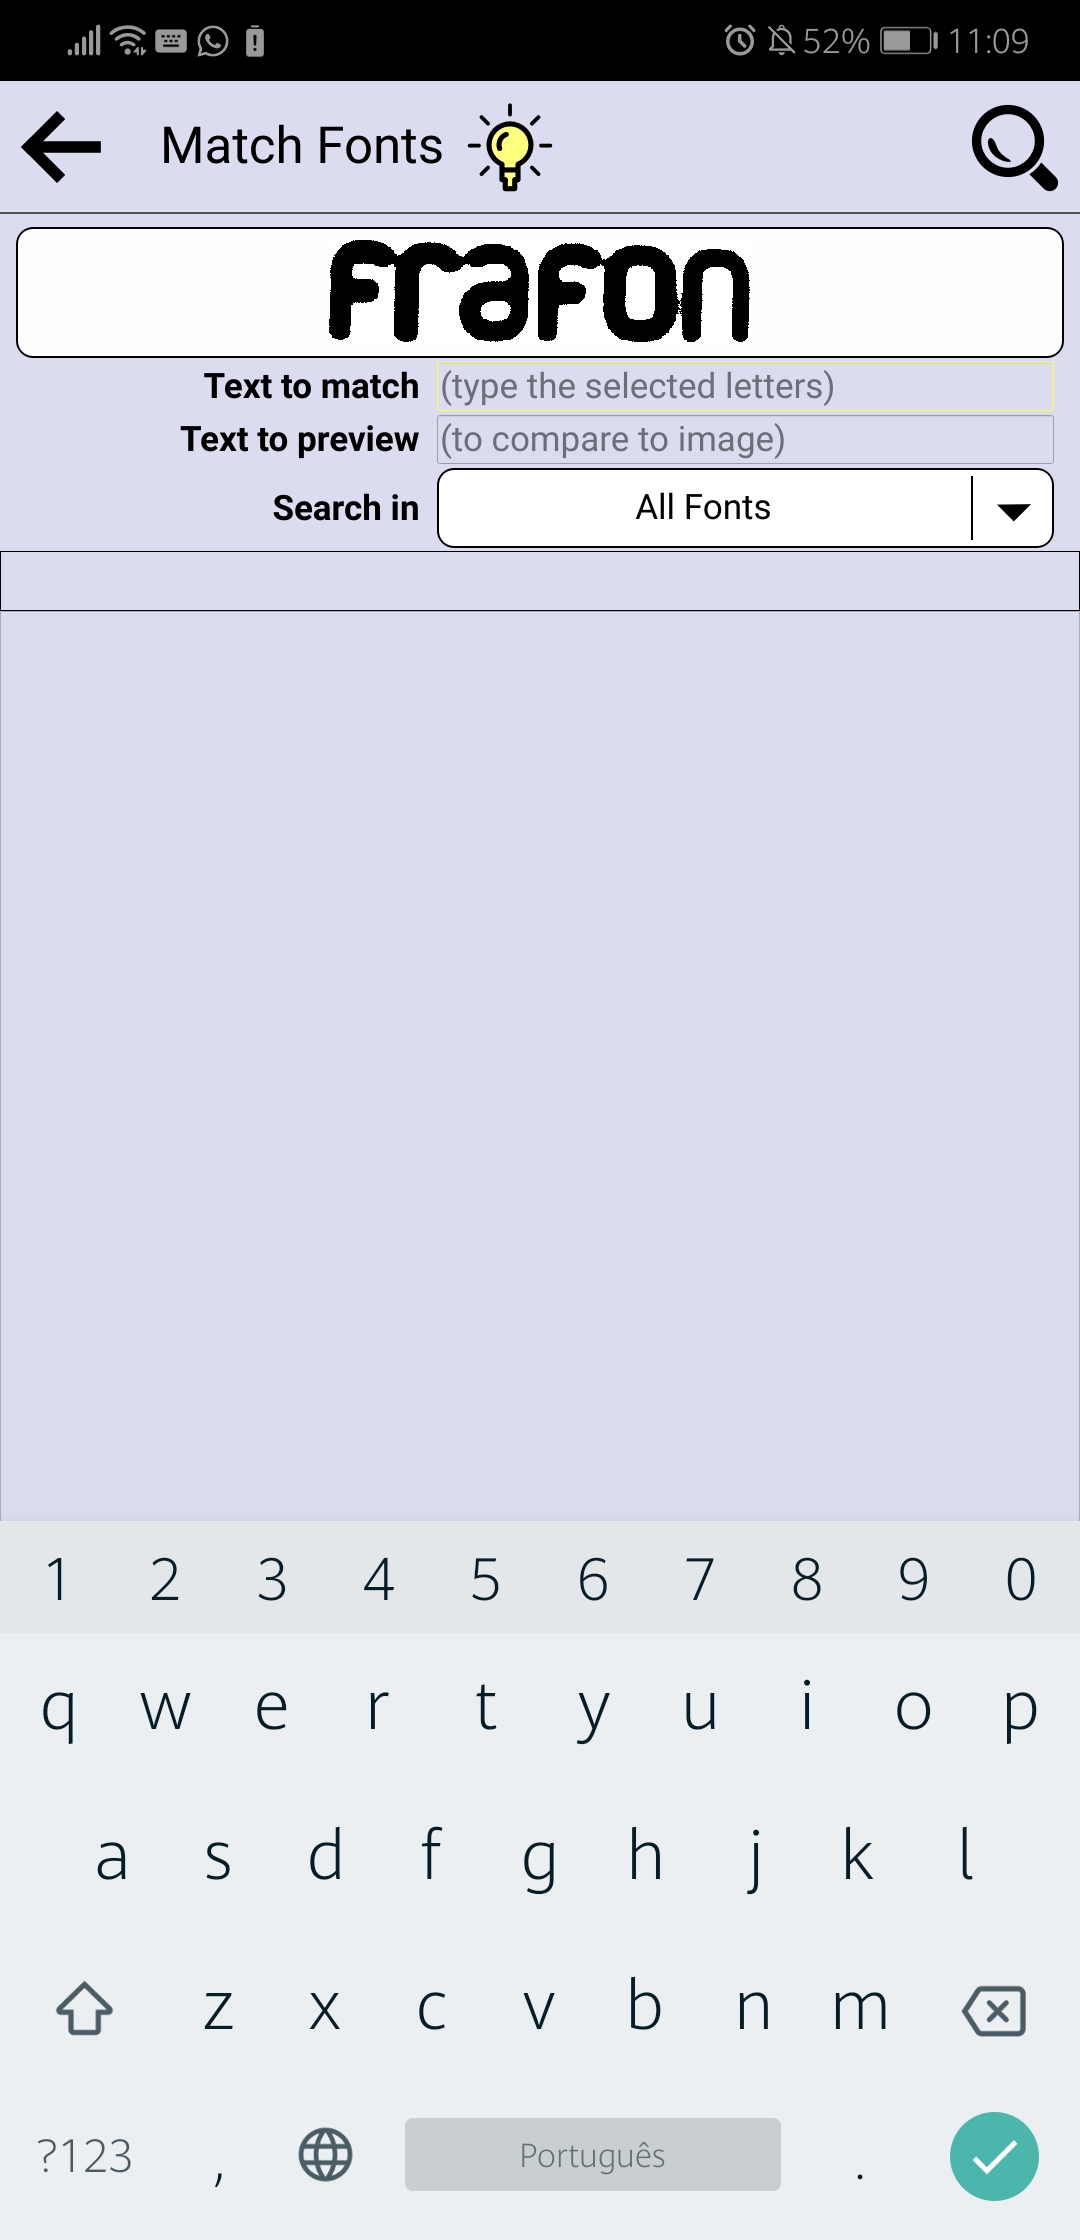 52% 11:09
Match Fonts
Frafon
Text to match (type the selected letters)
Text to preview (to compare to image)
Search in All Fonts
1 2 3 4 5 6 7 8 9 0
q w e r t y u i o p
a s d f g h j k l
z x c v b n m
?123 , Português .